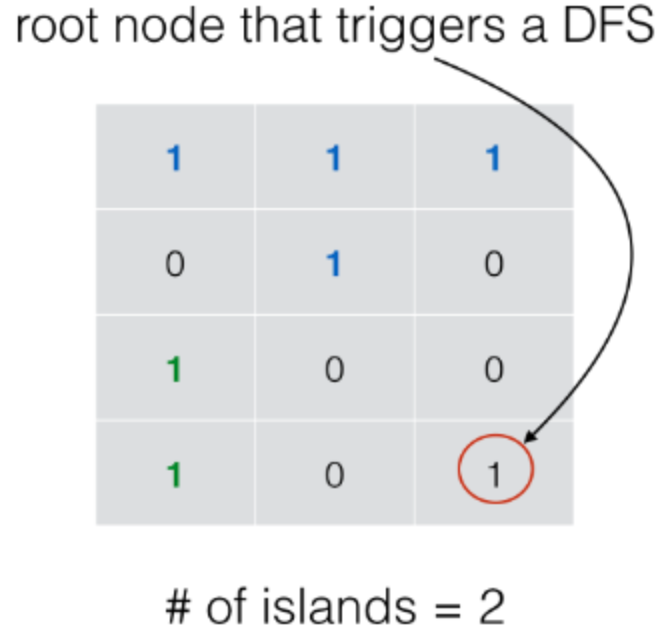 root node that triggers a DFS
1 1 1
0 1 0
1 0 0
1 0 1
# of islands = 2